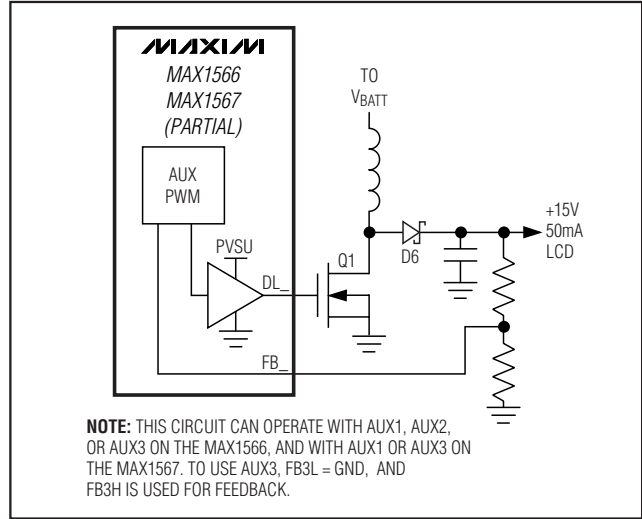 MAXIM
MAX1566
MAX1567
(PARTIAL)
TO
VBATT
AUX
PWM
PVSU
DL_
Q1
D6
+15V
50mA
LCD
FB_
NOTE: THIS CIRCUIT CAN OPERATE WITH AUX1, AUX2,
OR AUX3 ON THE MAX1566, AND WITH AUX1 OR AUX3 ON
THE MAX1567. TO USE AUX3, FB3L = GND, AND
FB3H IS USED FOR FEEDBACK.